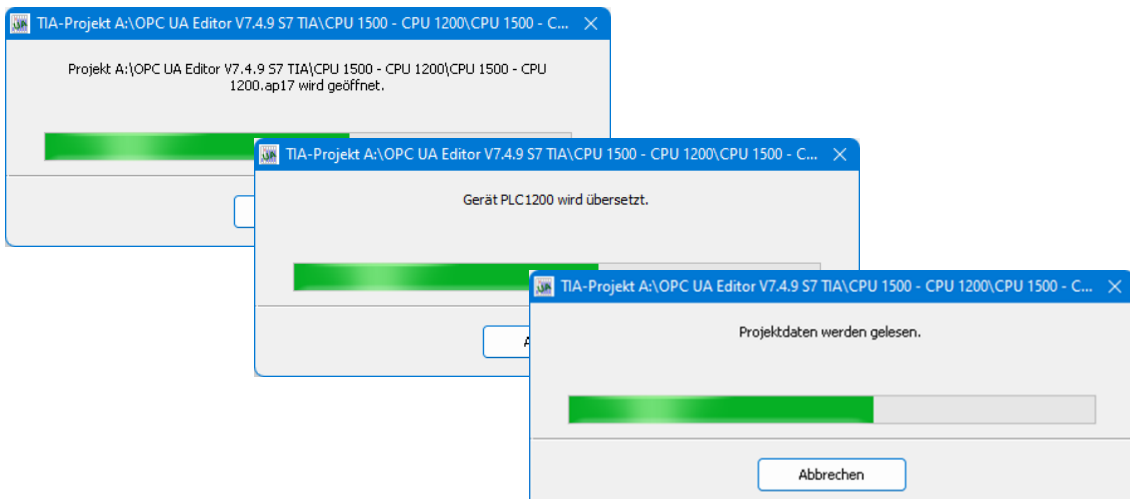 TIA-Projekt A:\OPC UA Editor V7.4.9 S7 TIA\CPU 1500 - CPU 1200\CPU 1500 - C...
Projekt A:\OPC UA Editor V7.4.9 S7 TIA\CPU 1500 - CPU 1200\CPU 1500 - CPU
1200.ap17 wird geöffnet.
TIA-Projekt A:\OPC UA Editor V7.4.9 S7 TIA\CPU 1500 - CPU 1200\CPU 1500 - C...
Gerät PLC1200 wird übersetzt.
A
TIA-Projekt A:\OPC UA Editor V7.4.9 S7 TIA\CPU 1500 - CPU 1200\CPU 1500 - C...
Projektdaten werden gelesen.
Abbrechen